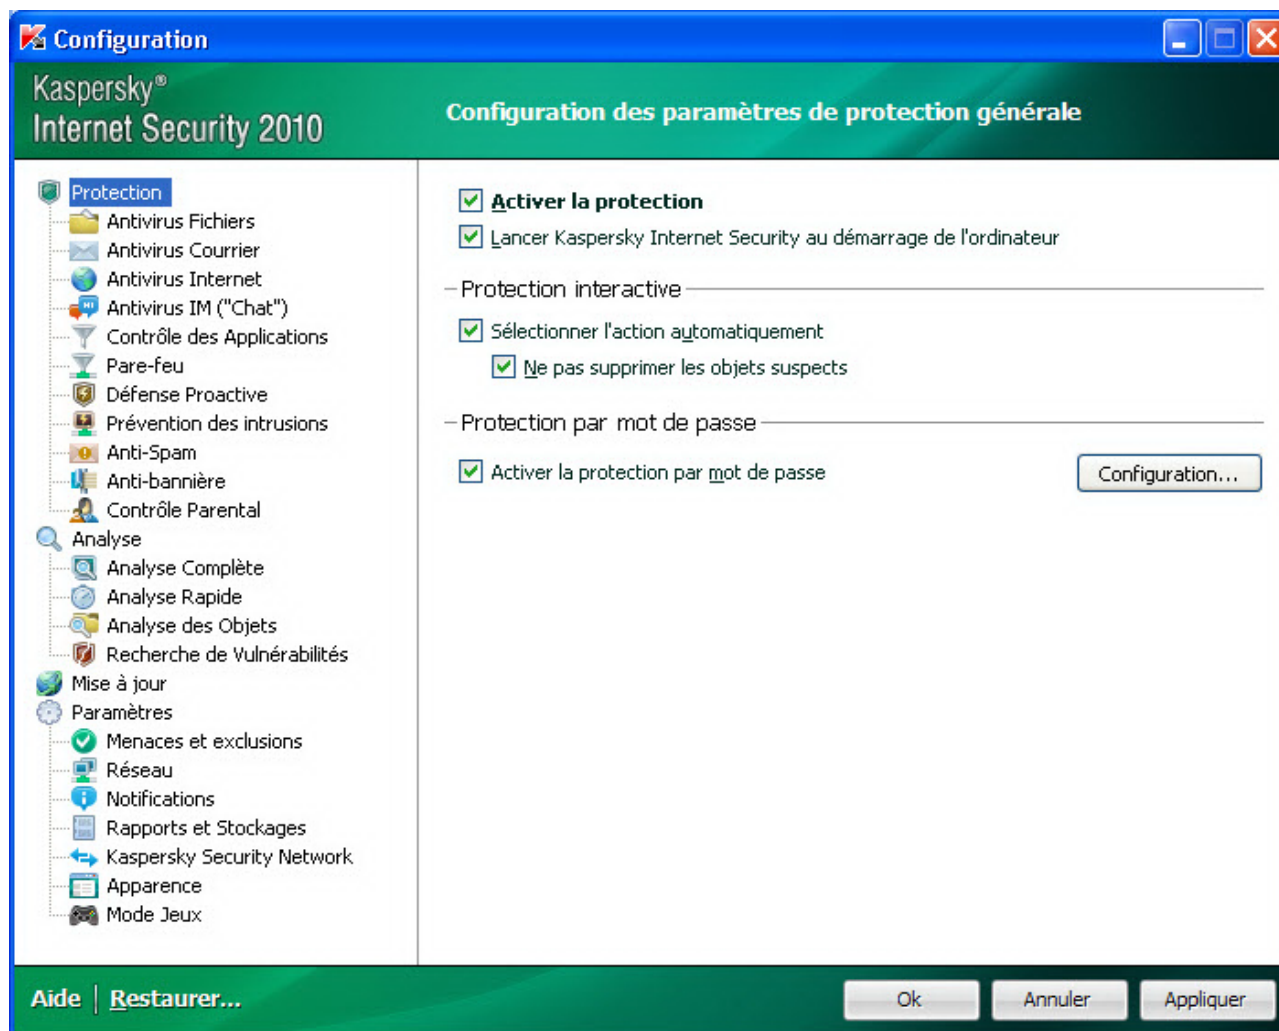 Configuration
Kaspersky®
Internet Security 2010
Configuration des paramètres de protection générale
Protection
Antivirus Fichiers
Antivirus Courrier
Antivirus Internet
Antivirus IM ("Chat")
Contrôle des Applications
Pare-feu
Défense Proactive
Prévention des intrusions
Anti-Spam
Anti-bannière
Contrôle Parental
Analyse
Analyse Complète
Analyse Rapide
Analyse des Objets
Recherche de Vulnérabilités
Mise à jour
Paramètres
Menaces et exclusions
Réseau
Notifications
Rapports et Stockages
Kaspersky Security Network
Apparence
Mode Jeux
Activer la protection
Lancer Kaspersky Internet Security au démarrage de l'ordinateur
Protection interactive
Sélectionner l'action automatiquement
Ne pas supprimer les objets suspects
Protection par mot de passe
Activer la protection par mot de passe
Configuration...
Aide | Restaurer...
Ok
Annuler
Appliquer